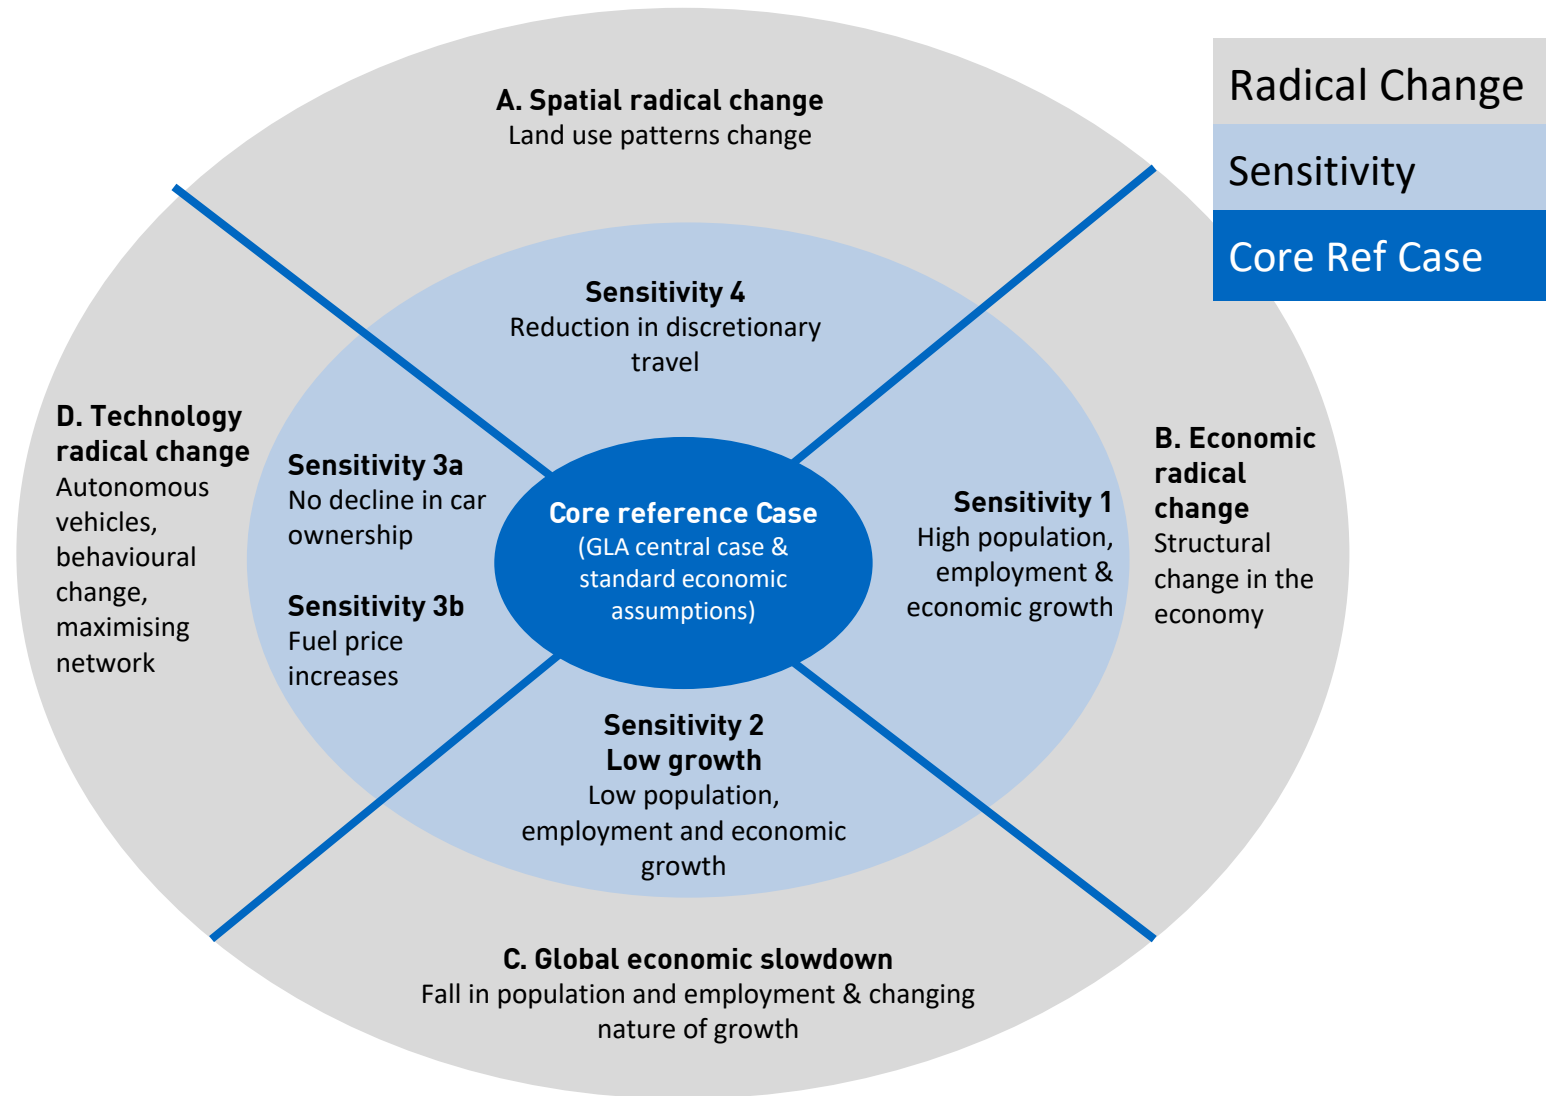 A. Spatial radical change
Land use patterns change
Radical Change
Sensitivity
Core Ref Case
Sensitivity 4
Reduction in discretionary
travel
D. Technology
radical change
Autonomous
vehicles,
behavioural
change,
maximising
network
Sensitivity 3a
No decline in car
ownership
Sensitivity 3b
Fuel price
increases
Core reference Case
(GLA central case &
standard economic
assumptions)
Sensitivity 1
High population,
employment &
economic growth
B. Economic
radical
change
Structural
change in the
economy
Sensitivity 2
Low growth
Low population,
employment and economic
growth
C. Global economic slowdown
Fall in population and employment & changing
nature of growth